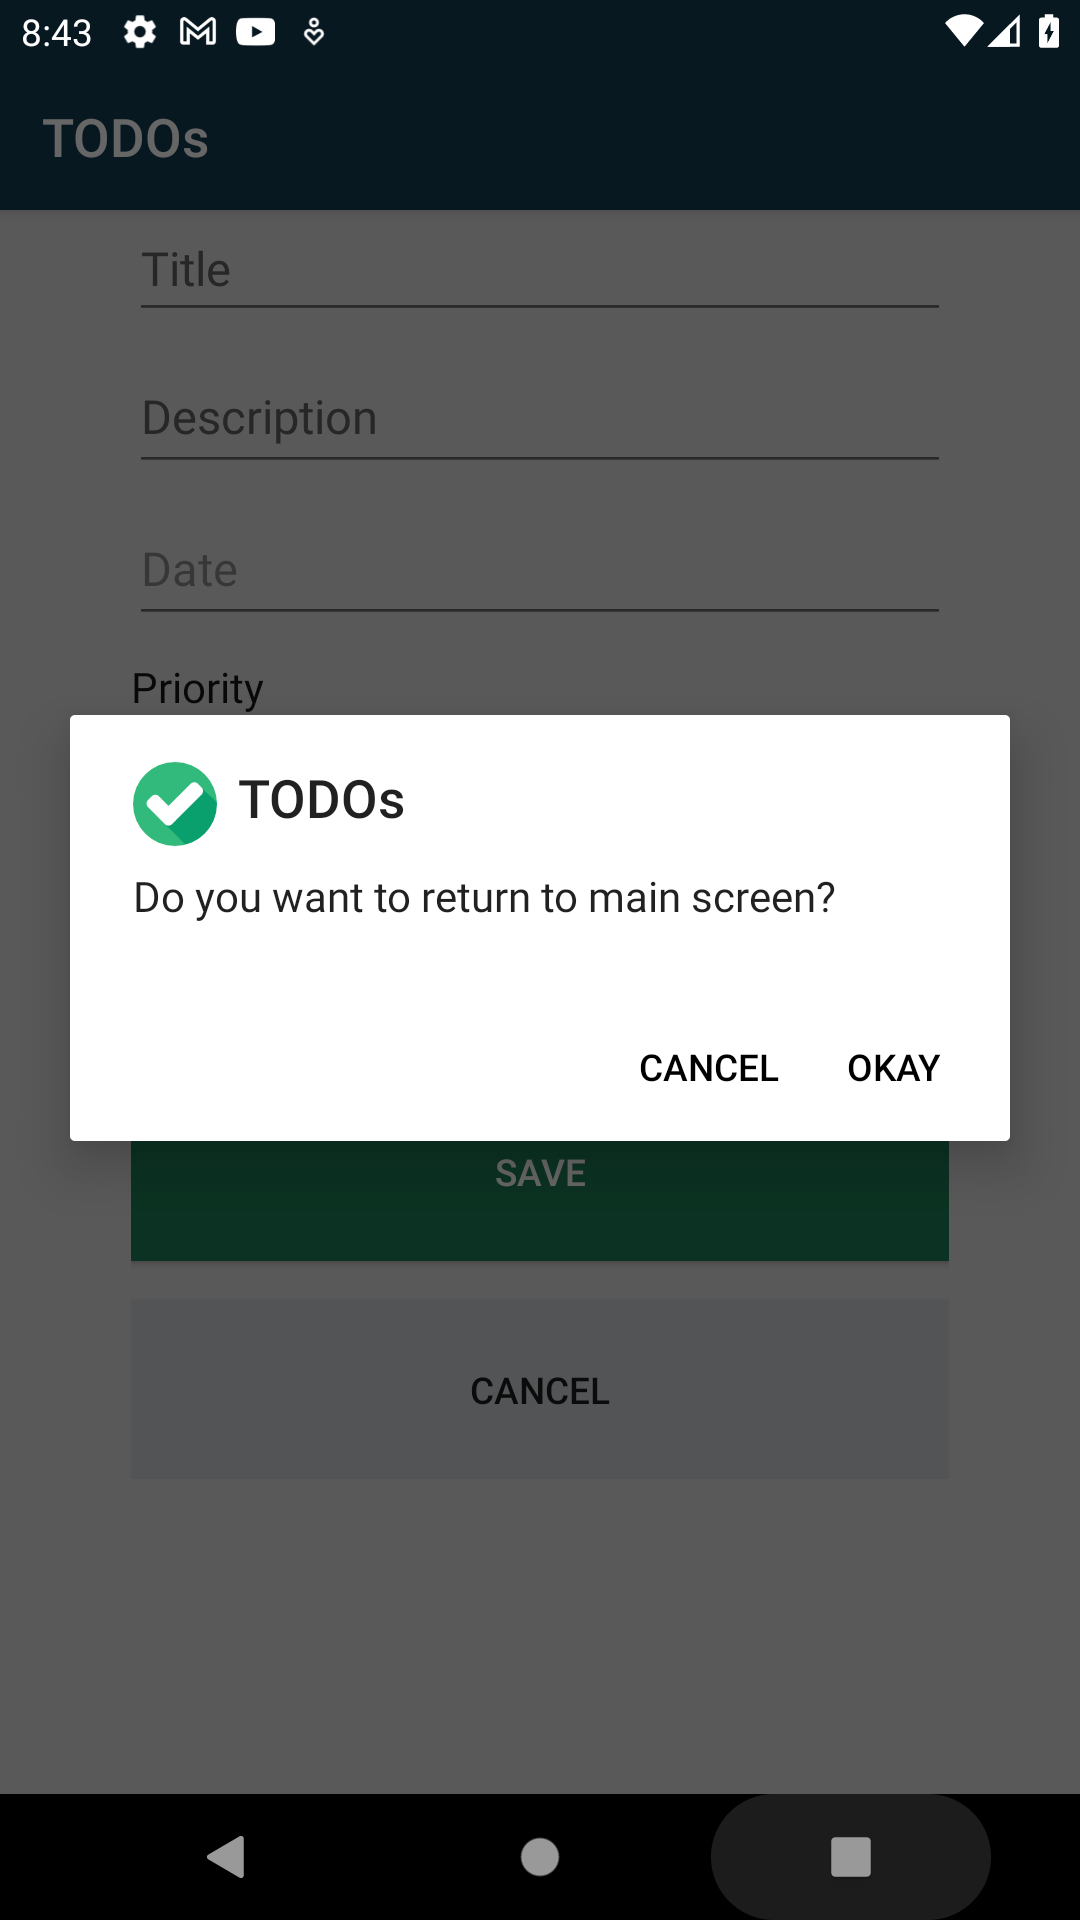 8:43
TODOs
Title
Description
Date
Priority
TODOs
Do you want to return to main screen?
CANCEL OKAY
SAVE
CANCEL